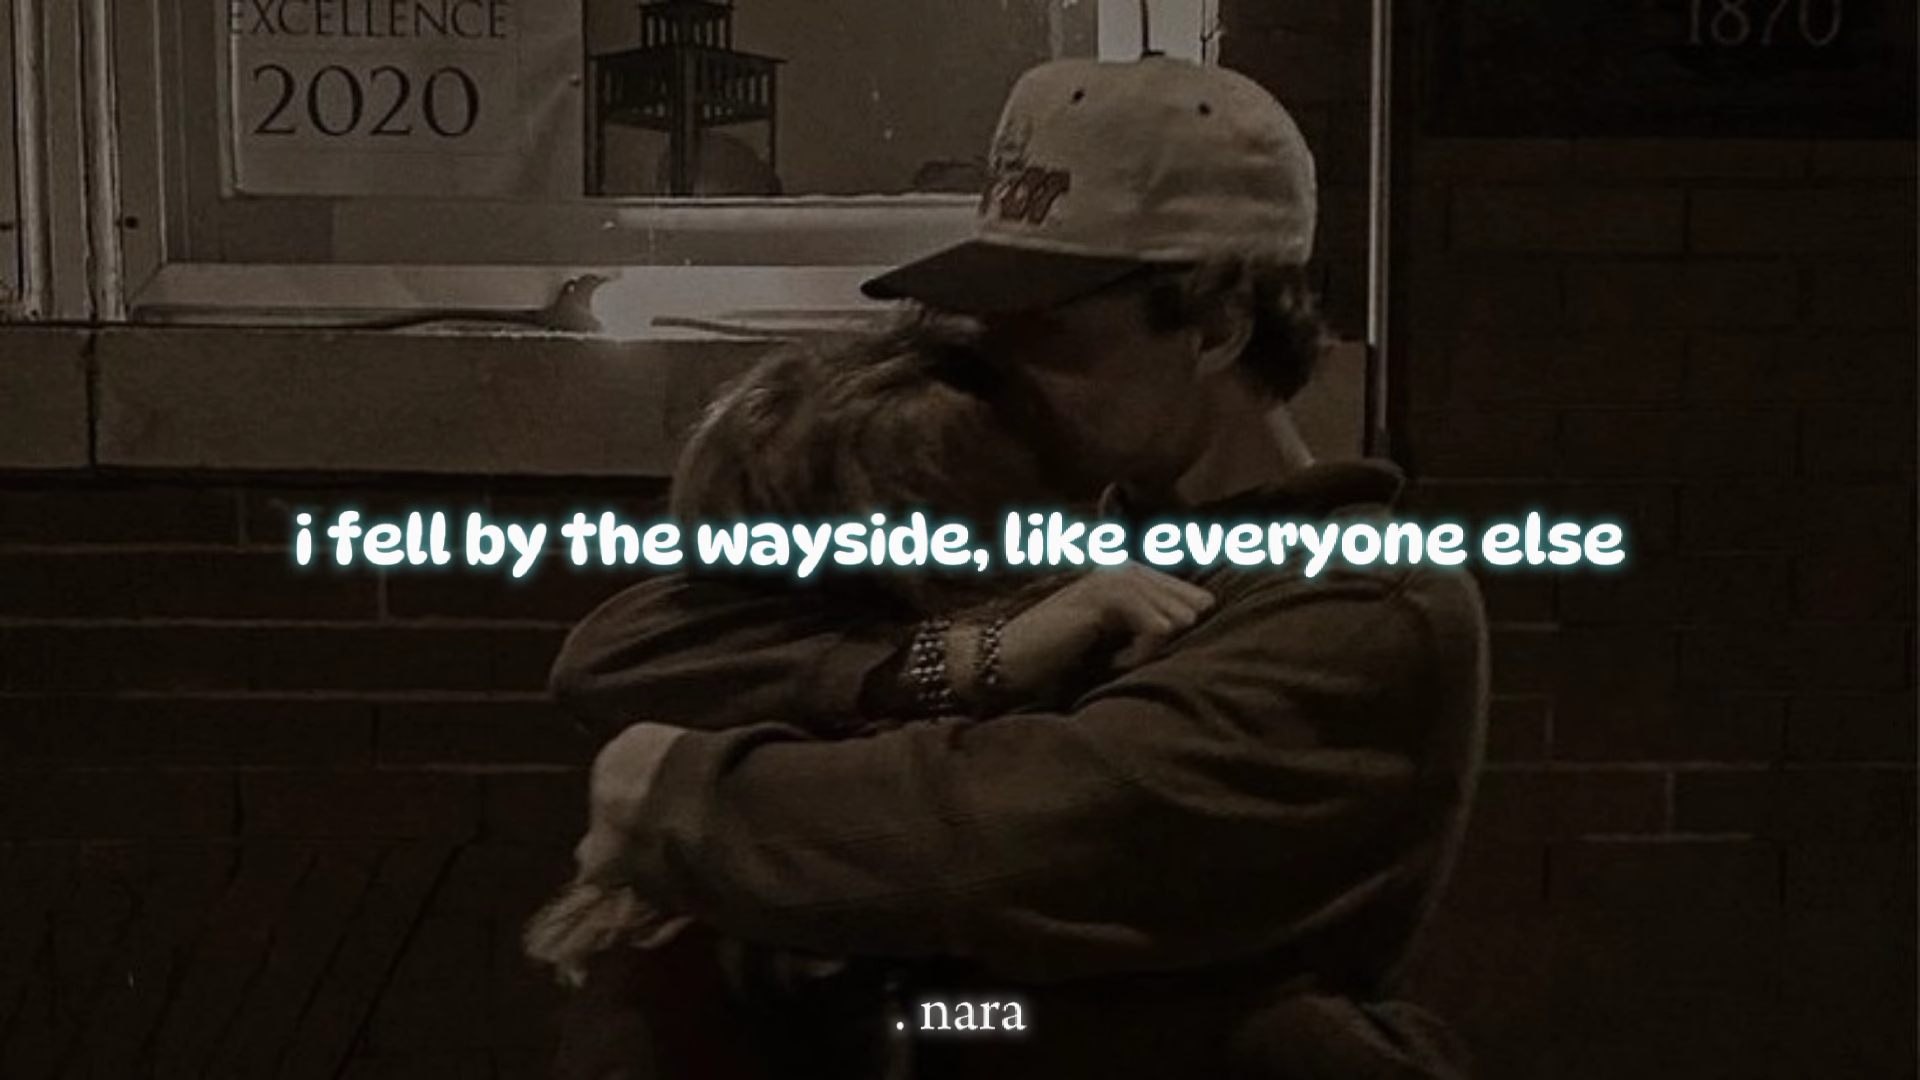 EXCELLENCE
2020
1870
i fell by the wayside, like everyone else
. nara